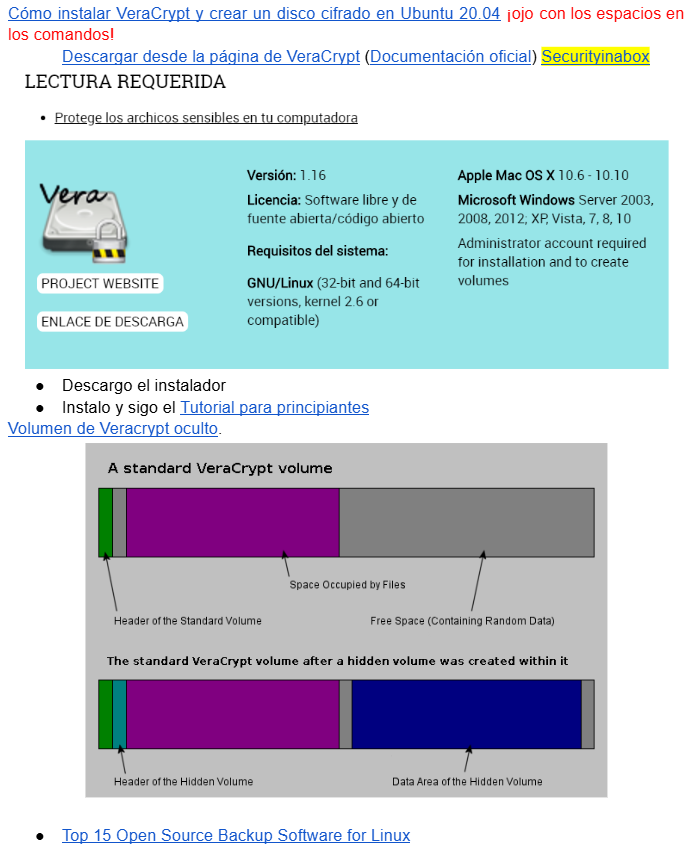 Cómo instalar VeraCrypt y crear un disco cifrado en Ubuntu 20.04 ¡ojo con los espacios en
los comandos!
Descargar desde la página de VeraCrypt (Documentación oficial) Securityinabox
LECTURA REQUERIDA
• Protege los archicos sensibles en tu computadora
Vera
PROJECT WEBSITE
ENLACE DE DESCARGA
Versión: 1.16
Licencia: Software libre y de
fuente abierta/código abierto
Requisitos del sistema:
GNU/Linux (32-bit and 64-bit
versions, kernel 2.6 or
compatible)
Apple Mac OS X 10.6 - 10.10
Microsoft Windows Server 2003,
2008, 2012; XP, Vista, 7, 8, 10
Administrator account required
for installation and to create
volumes
● Descargo el instalador
● Instalo y sigo el Tutorial para principiantes
Volumen de Veracrypt oculto.
A standard VeraCrypt volume
Space Occupied by Files
Header of the Standard Volume
Free Space (Containing Random Data)
The standard VeraCrypt volume after a hidden volume was created within it
Header of the Hidden Volume
Data Area of the Hidden Volume
● Top 15 Open Source Backup Software for Linux